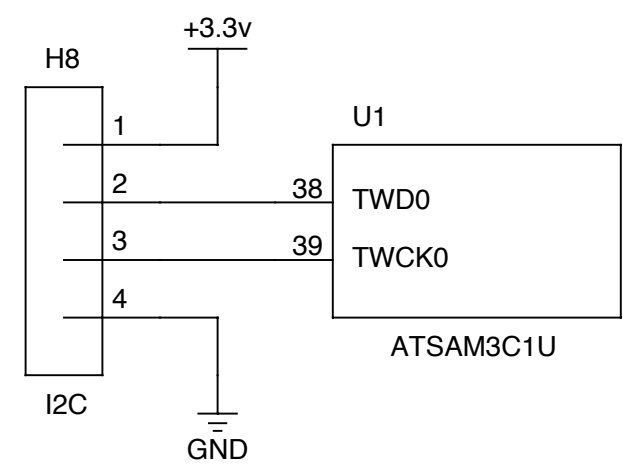 +3.3v
H8
U1
1
2
38
TWD0
3
39
TWCK0
4
ATSAM3C1U
I2C
GND